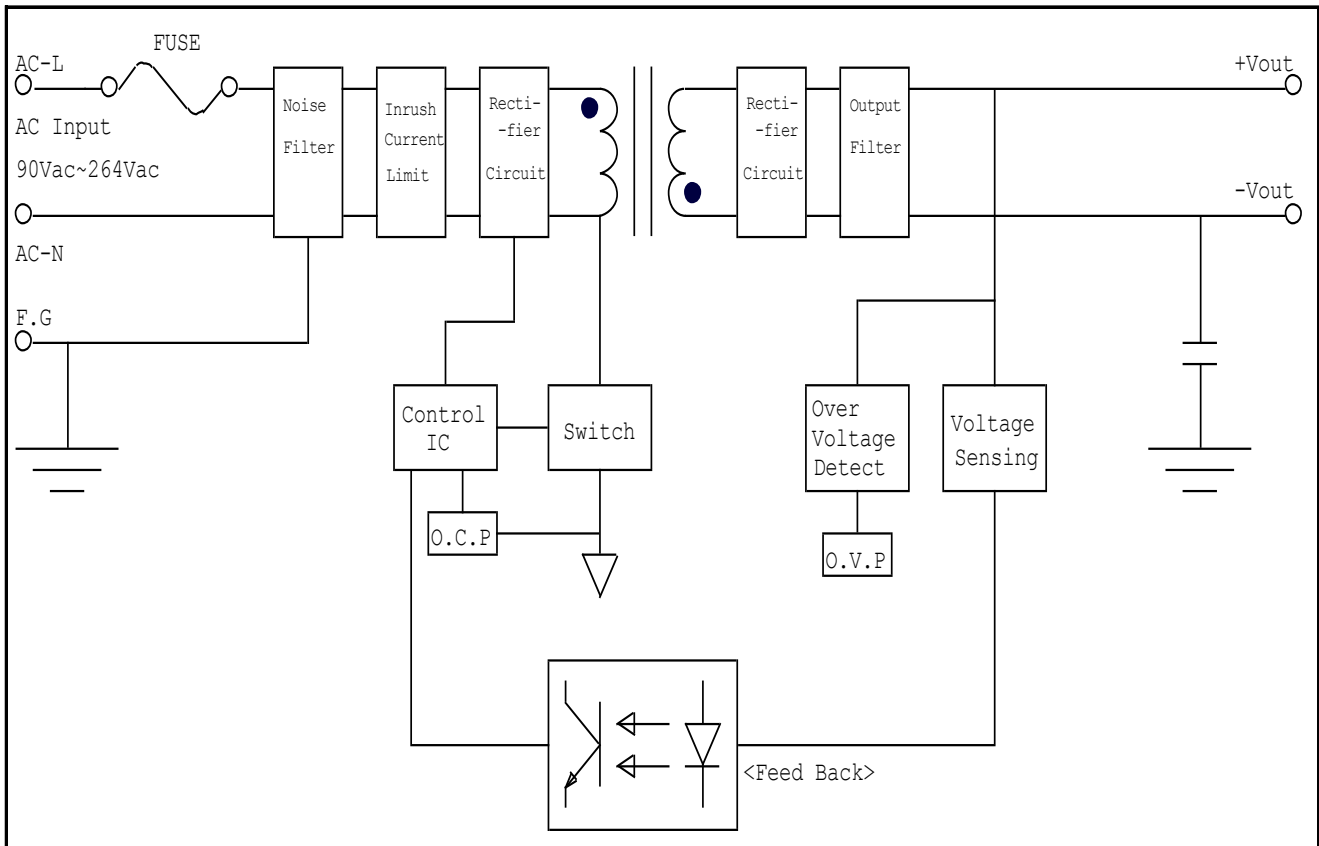 FUSE
AC-L
AC Input
90Vac~264Vac
AC-N
F.G
Noise
Filter
Inrush
Current
Limit
Recti-
-fier
Circuit
Recti-
-fier
Circuit
Output
Filter
+Vout
-Vout
Control
IC
Switch
O.C.P
Over
Voltage
Detect
Voltage
Sensing
O.V.P
<Feed Back>